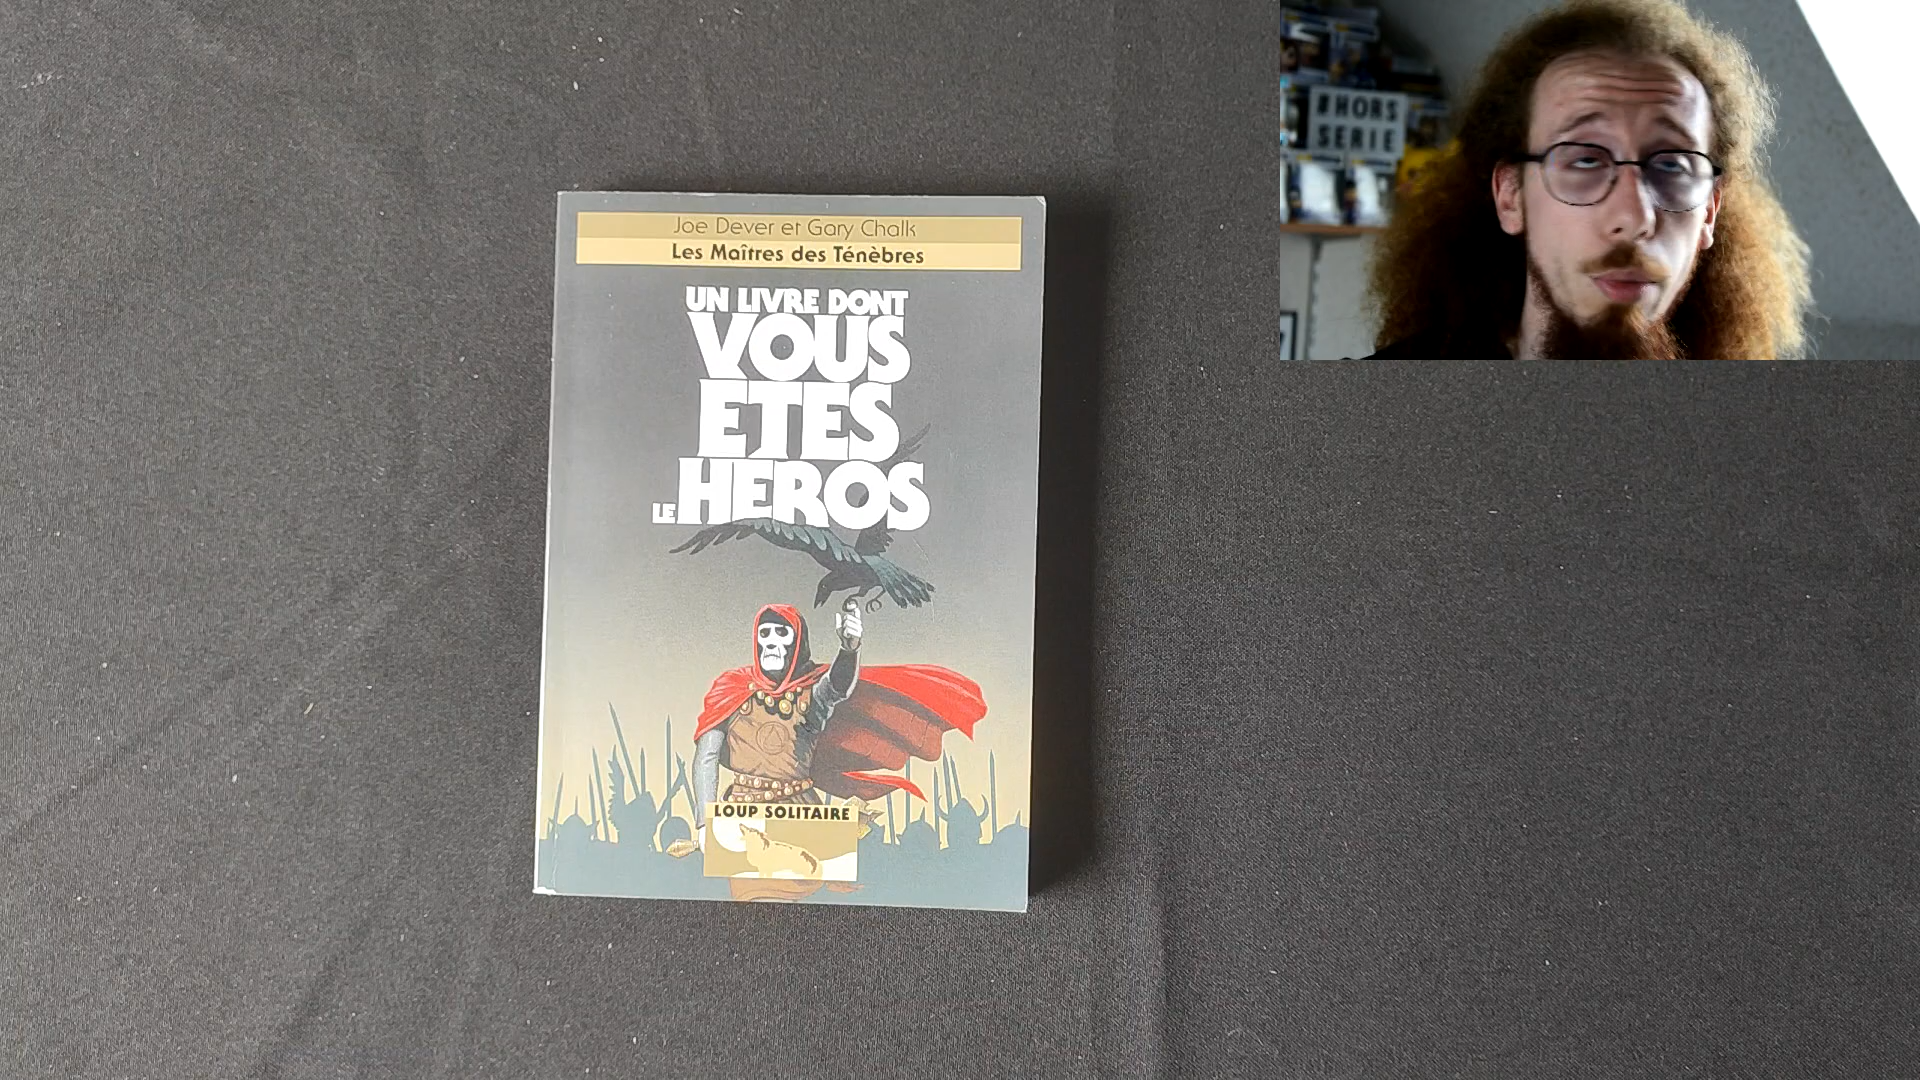 Joe Dever et Gary Chalk
Les Maîtres des Ténèbres
UN LIVRE DONT
VOUS
ETES
LE HEROS
LOUP SOLITAIRE
#HORS
SERIE